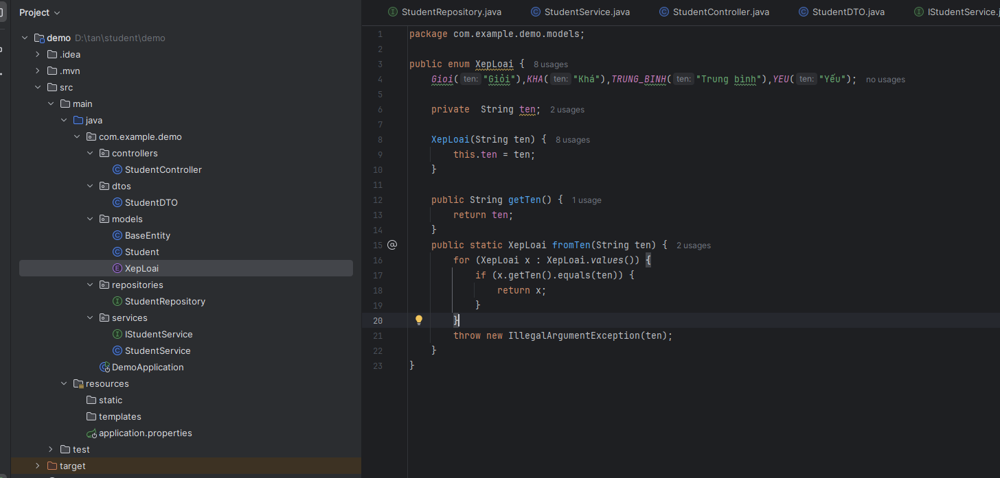 Project
demo D:\tan\student\demo
.idea
.mvn
src
main
java
com.example.demo
controllers
StudentController
dtos
StudentDTO
models
BaseEntity
Student
XepLoai
repositories
StudentRepository
services
IStudentService
StudentService
DemoApplication
resources
static
templates
application.properties
test
target
StudentRepository.java StudentService.java StudentController.java StudentDTO.java IStudentService.j
1 package com.example.demo.models;
2
3 public enum XepLoai { 8 usages
4 Gioi( ten: "Giỏi"),KHA( ten: "Khá"),TRUNG_BINH( ten: "Trung bình"),YEU( ten: "Yếu"); no usages
5
6 private String ten; 2 usages
7
8 XepLoai(String ten) { 8 usages
9 this.ten = ten;
10 }
11
12 public String getTen() { 1 usage
13 return ten;
14 }
15 @ public static XepLoai fromTen(String ten) { 2 usages
16 for (XepLoai x : XepLoai.values()) {
17 if (x.getTen().equals(ten)) {
18 return x;
19 }
20 }
21 throw new IllegalArgumentException(ten);
22 }
23 }